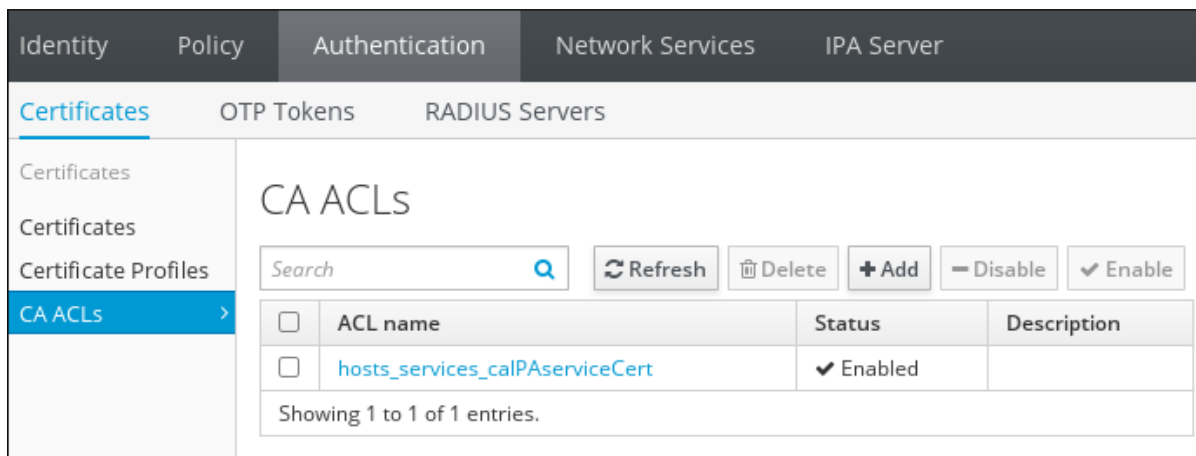 Identity Policy Authentication Network Services IPA Server
Certificates OTP Tokens RADIUS Servers
Certificates
Certificates
Certificate Profiles
CA ACLs
CA ACLs
Search Refresh Delete Add Disable Enable
ACL name Status Description
hosts_services_caIPAserviceCert Enabled
Showing 1 to 1 of 1 entries.